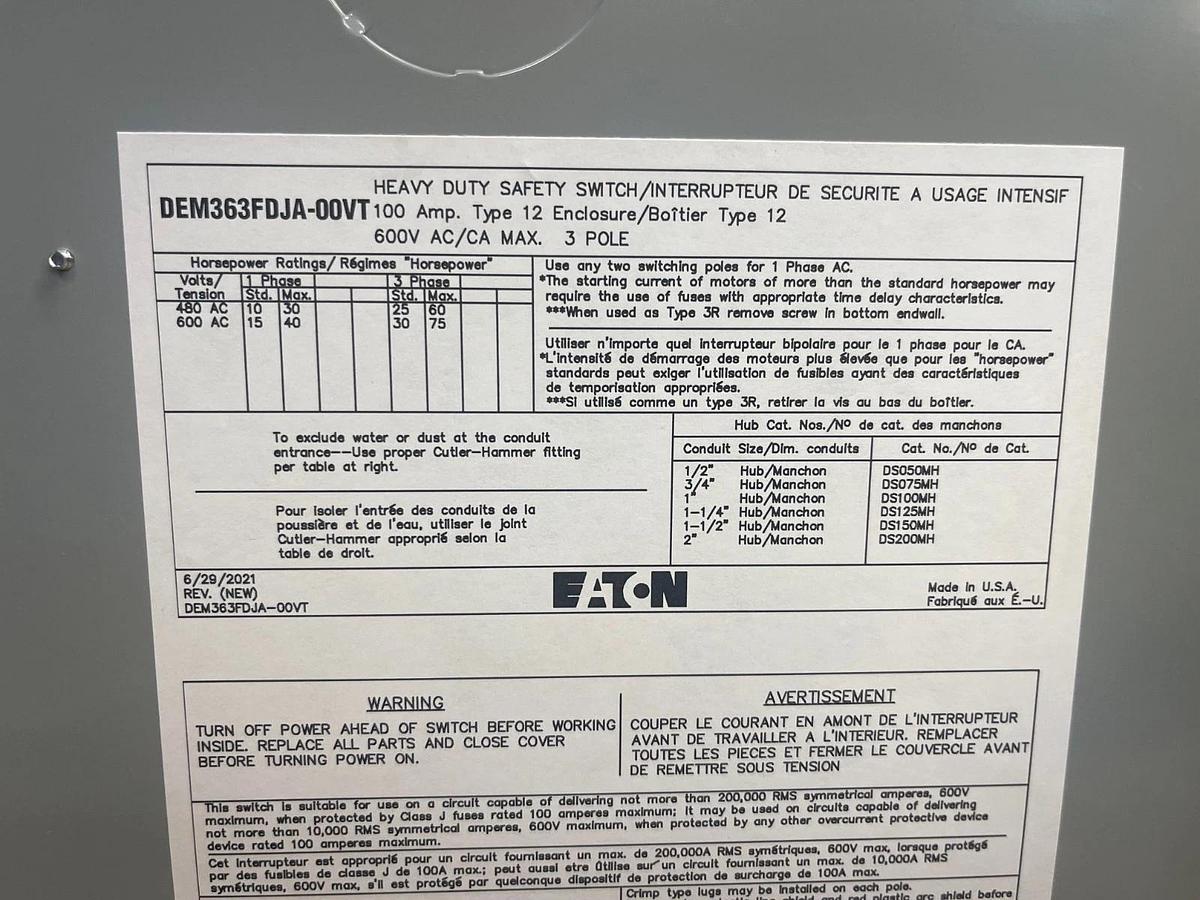 HEAVY DUTY SAFETY SWITCH/INTERRUPTEUR DE SECURITE A USAGE INTENSIF
DEM363FDJA-00VT 100 Amp. Type 12 Enclosure/Boîtier Type 12
600V AC/CA MAX. 3 POLE
Horsepower Ratings/ Régimes "Horsepower"
Volts/ 1 Phase 3 Phase
Tension Std. Max. Std. Max.
480 AC 10 30 25 60
600 AC 15 40 30 75
Use any two switching poles for 1 Phase AC.
*The starting current of motors of more than the standard horsepower may
require the use of fuses with appropriate time delay characteristics.
***When used as Type 3R remove screw in bottom endwall.
Utiliser n'importe quel interrupteur bipolaire pour le 1 phase pour le CA.
*L'intensité de démarrage des moteurs plus élevée que pour les "horsepower"
standards peut exiger l'utilisation de fusibles ayant des caractéristiques
de temporisation appropriées.
***Si utilisé comme un type 3R, retirer la vis au bas du boîtier.
To exclude water or dust at the conduit
entrance--Use proper Cutler-Hammer fitting
per table at right.
Pour isoler l'entrée des conduits de la
poussière et de l'eau, utiliser le joint
Cutler-Hammer approprié selon la
table de droit.
Hub Cat. Nos./Nº de cat. des manchons
Conduit Size/Dim. conduits Cat. No./Nº de Cat.
1/2" Hub/Manchon DS050MH
3/4" Hub/Manchon DS075MH
1" Hub/Manchon DS100MH
1-1/4" Hub/Manchon DS125MH
1-1/2" Hub/Manchon DS150MH
2" Hub/Manchon DS200MH
6/29/2021
REV. (NEW)
DEM363FDJA-00VT
EATON
Made in U.S.A.
Fabriqué aux É.-U.
WARNING
TURN OFF POWER AHEAD OF SWITCH BEFORE WORKING
INSIDE. REPLACE ALL PARTS AND CLOSE COVER
BEFORE TURNING POWER ON.
AVERTISSEMENT
COUPER LE COURANT EN AMONT DE L'INTERRUPTEUR
AVANT DE TRAVAILLER A L'INTERIEUR. REMPLACER
TOUTES LES PIECES ET FERMER LE COUVERCLE AVANT
DE REMETTRE SOUS TENSION
This switch is suitable for use on a circuit capable of delivering not more than 200,000 RMS symmetrical amperes, 600V
maximum, when protected by Class J fuses rated 100 amperes maximum; it may be used on circuits capable of delivering
not more than 10,000 RMS symmetrical amperes, 600V maximum, when protected by any other overcurrent protective device
device rated 100 amperes maximum.
Cet interrupteur est approprié pour un circuit fournissant un max. de 200,000A RMS symétriques, 600V max, lorsque protégé
par des fusibles de classe J de 100A max.; peut aussi etre ûtilise sur un circuit fournissant un max. de 10,000A RMS
symétriques, 600V max, s'il est protégé par quelconque dispositif de protection de surcharge de 100A max.
Crimp type lugs may be installed on each pole.
line shield and red plastic arc shield before